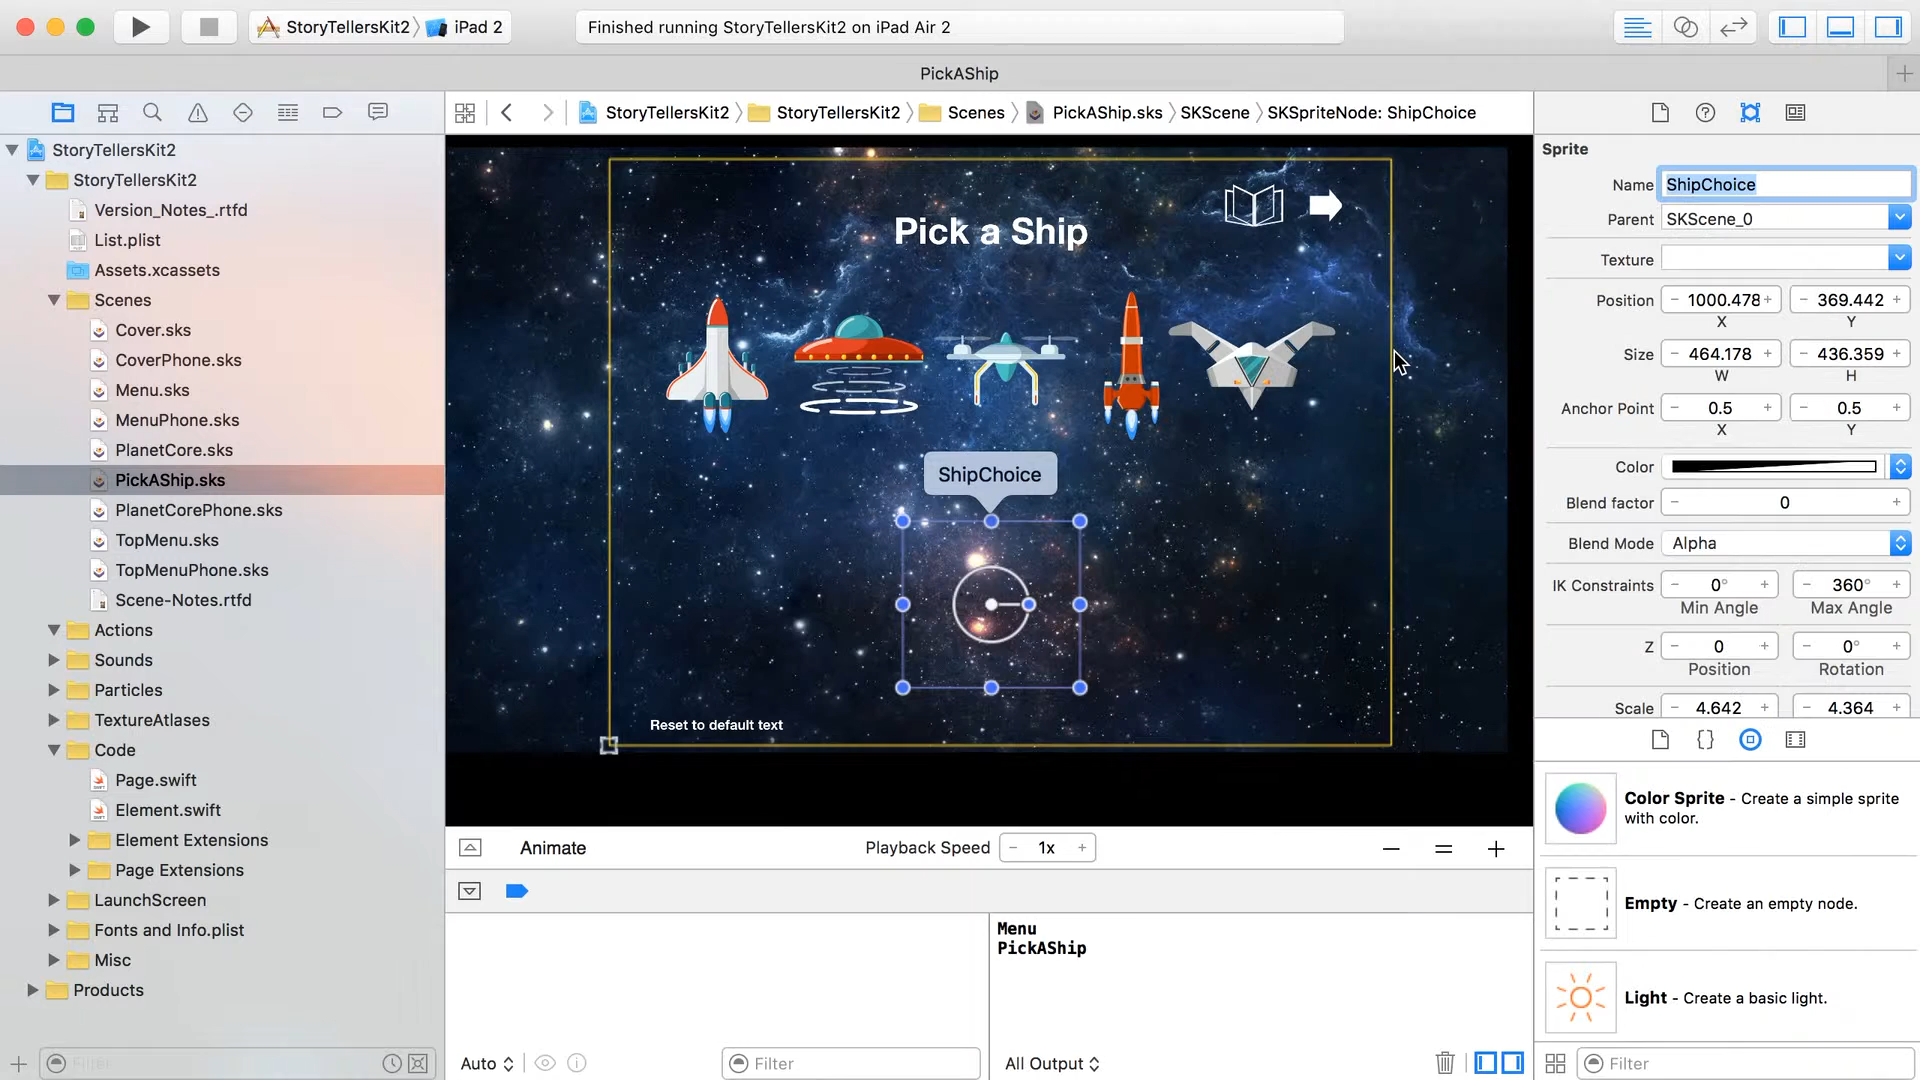 StoryTellersKit2 iPad 2
Finished running StoryTellersKit2 on iPad Air 2
PickAShip
StoryTellersKit2 StoryTellersKit2 Scenes PickAShip.sks SKScene SKSpriteNode: ShipChoice
StoryTellersKit2
StoryTellersKit2
Version_Notes_.rtfd
List.plist
Assets.xcassets
Scenes
Cover.sks
CoverPhone.sks
Menu.sks
MenuPhone.sks
PlanetCore.sks
PickAShip.sks
PlanetCorePhone.sks
TopMenu.sks
TopMenuPhone.sks
Scene-Notes.rtfd
Actions
Sounds
Particles
TextureAtlases
Code
Page.swift
Element.swift
Element Extensions
Page Extensions
LaunchScreen
Fonts and Info.plist
Misc
Products
Filter
Pick a Ship
ShipChoice
Reset to default text
Animate
Playback Speed − 1x +
Menu
PickAShip
Auto
Filter
All Output
Sprite
Name ShipChoice
Parent SKScene_0
Texture
Position − 1000.478 + − 369.442 +
X Y
Size − 464.178 + − 436.359 +
W H
Anchor Point − 0.5 + − 0.5 +
X Y
Color
Blend factor − 0 +
Blend Mode Alpha
IK Constraints − 0° + − 360° +
Min Angle Max Angle
Z − 0 + − 0° +
Position Rotation
Scale − 4.642 + − 4.364 +
Color Sprite - Create a simple sprite
with color.
Empty - Create an empty node.
Light - Create a basic light.
Filter